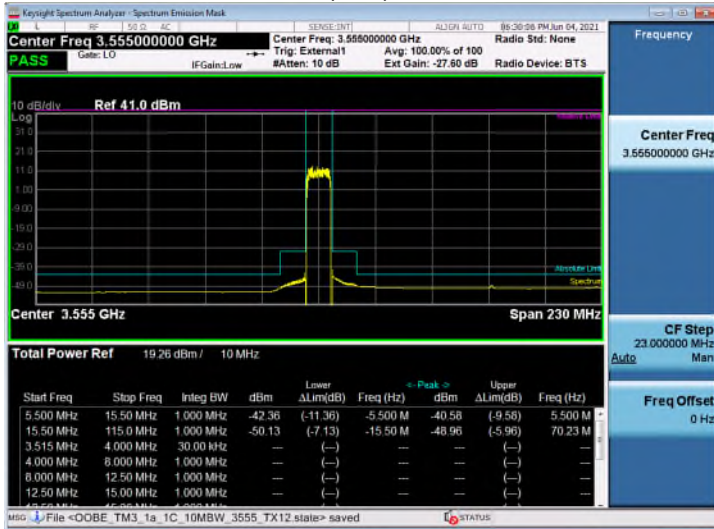 Keysight Spectrum Analyzer - Spectrum Emission Mask
L RF 50 Ω AC SENSE:INT ALIGN AUTO 06:30:06 PM Jun 04, 2021
Center Freq 3.555000000 GHz Center Freq: 3.555000000 GHz Radio Std: None Frequency
PASS Gate: LO Trig: External1 Avg: 100.00% of 100
IFGain:Low #Atten: 10 dB Ext Gain: -27.60 dB Radio Device: BTS
10 dB/div Ref 41.0 dBm
Log
31.0
21.0
11.0
1.00
-9.00
-19.0
-29.0
-39.0
-49.0
Absolute Limit
Spectrum
Center 3.555 GHz Span 230 MHz
Center Freq
3.555000000 GHz
CF Step
23.000000 MHz
Auto Man
Freq Offset
0 Hz
Total Power Ref 19.26 dBm / 10 MHz
Lower <- Peak -> Upper
Start Freq Stop Freq Integ BW dBm ΔLim(dB) Freq (Hz) dBm ΔLim(dB) Freq (Hz)
5.500 MHz 15.50 MHz 1.000 MHz -42.36 (-11.36) -5.500 M -40.58 (-9.58) 5.500 M
15.50 MHz 115.0 MHz 1.000 MHz -50.13 (-7.13) -15.50 M -48.96 (-5.96) 70.23 M
3.515 MHz 4.000 MHz 30.00 kHz --- (---) --- --- (---) ---
4.000 MHz 8.000 MHz 1.000 MHz --- (---) --- --- (---) ---
8.000 MHz 12.50 MHz 1.000 MHz --- (---) --- --- (---) ---
12.50 MHz 15.00 MHz 1.000 MHz --- (---) --- --- (---) ---
MSG File <OOBE_TM3_1a_1C_10MBW_3555_TX12.state> saved STATUS